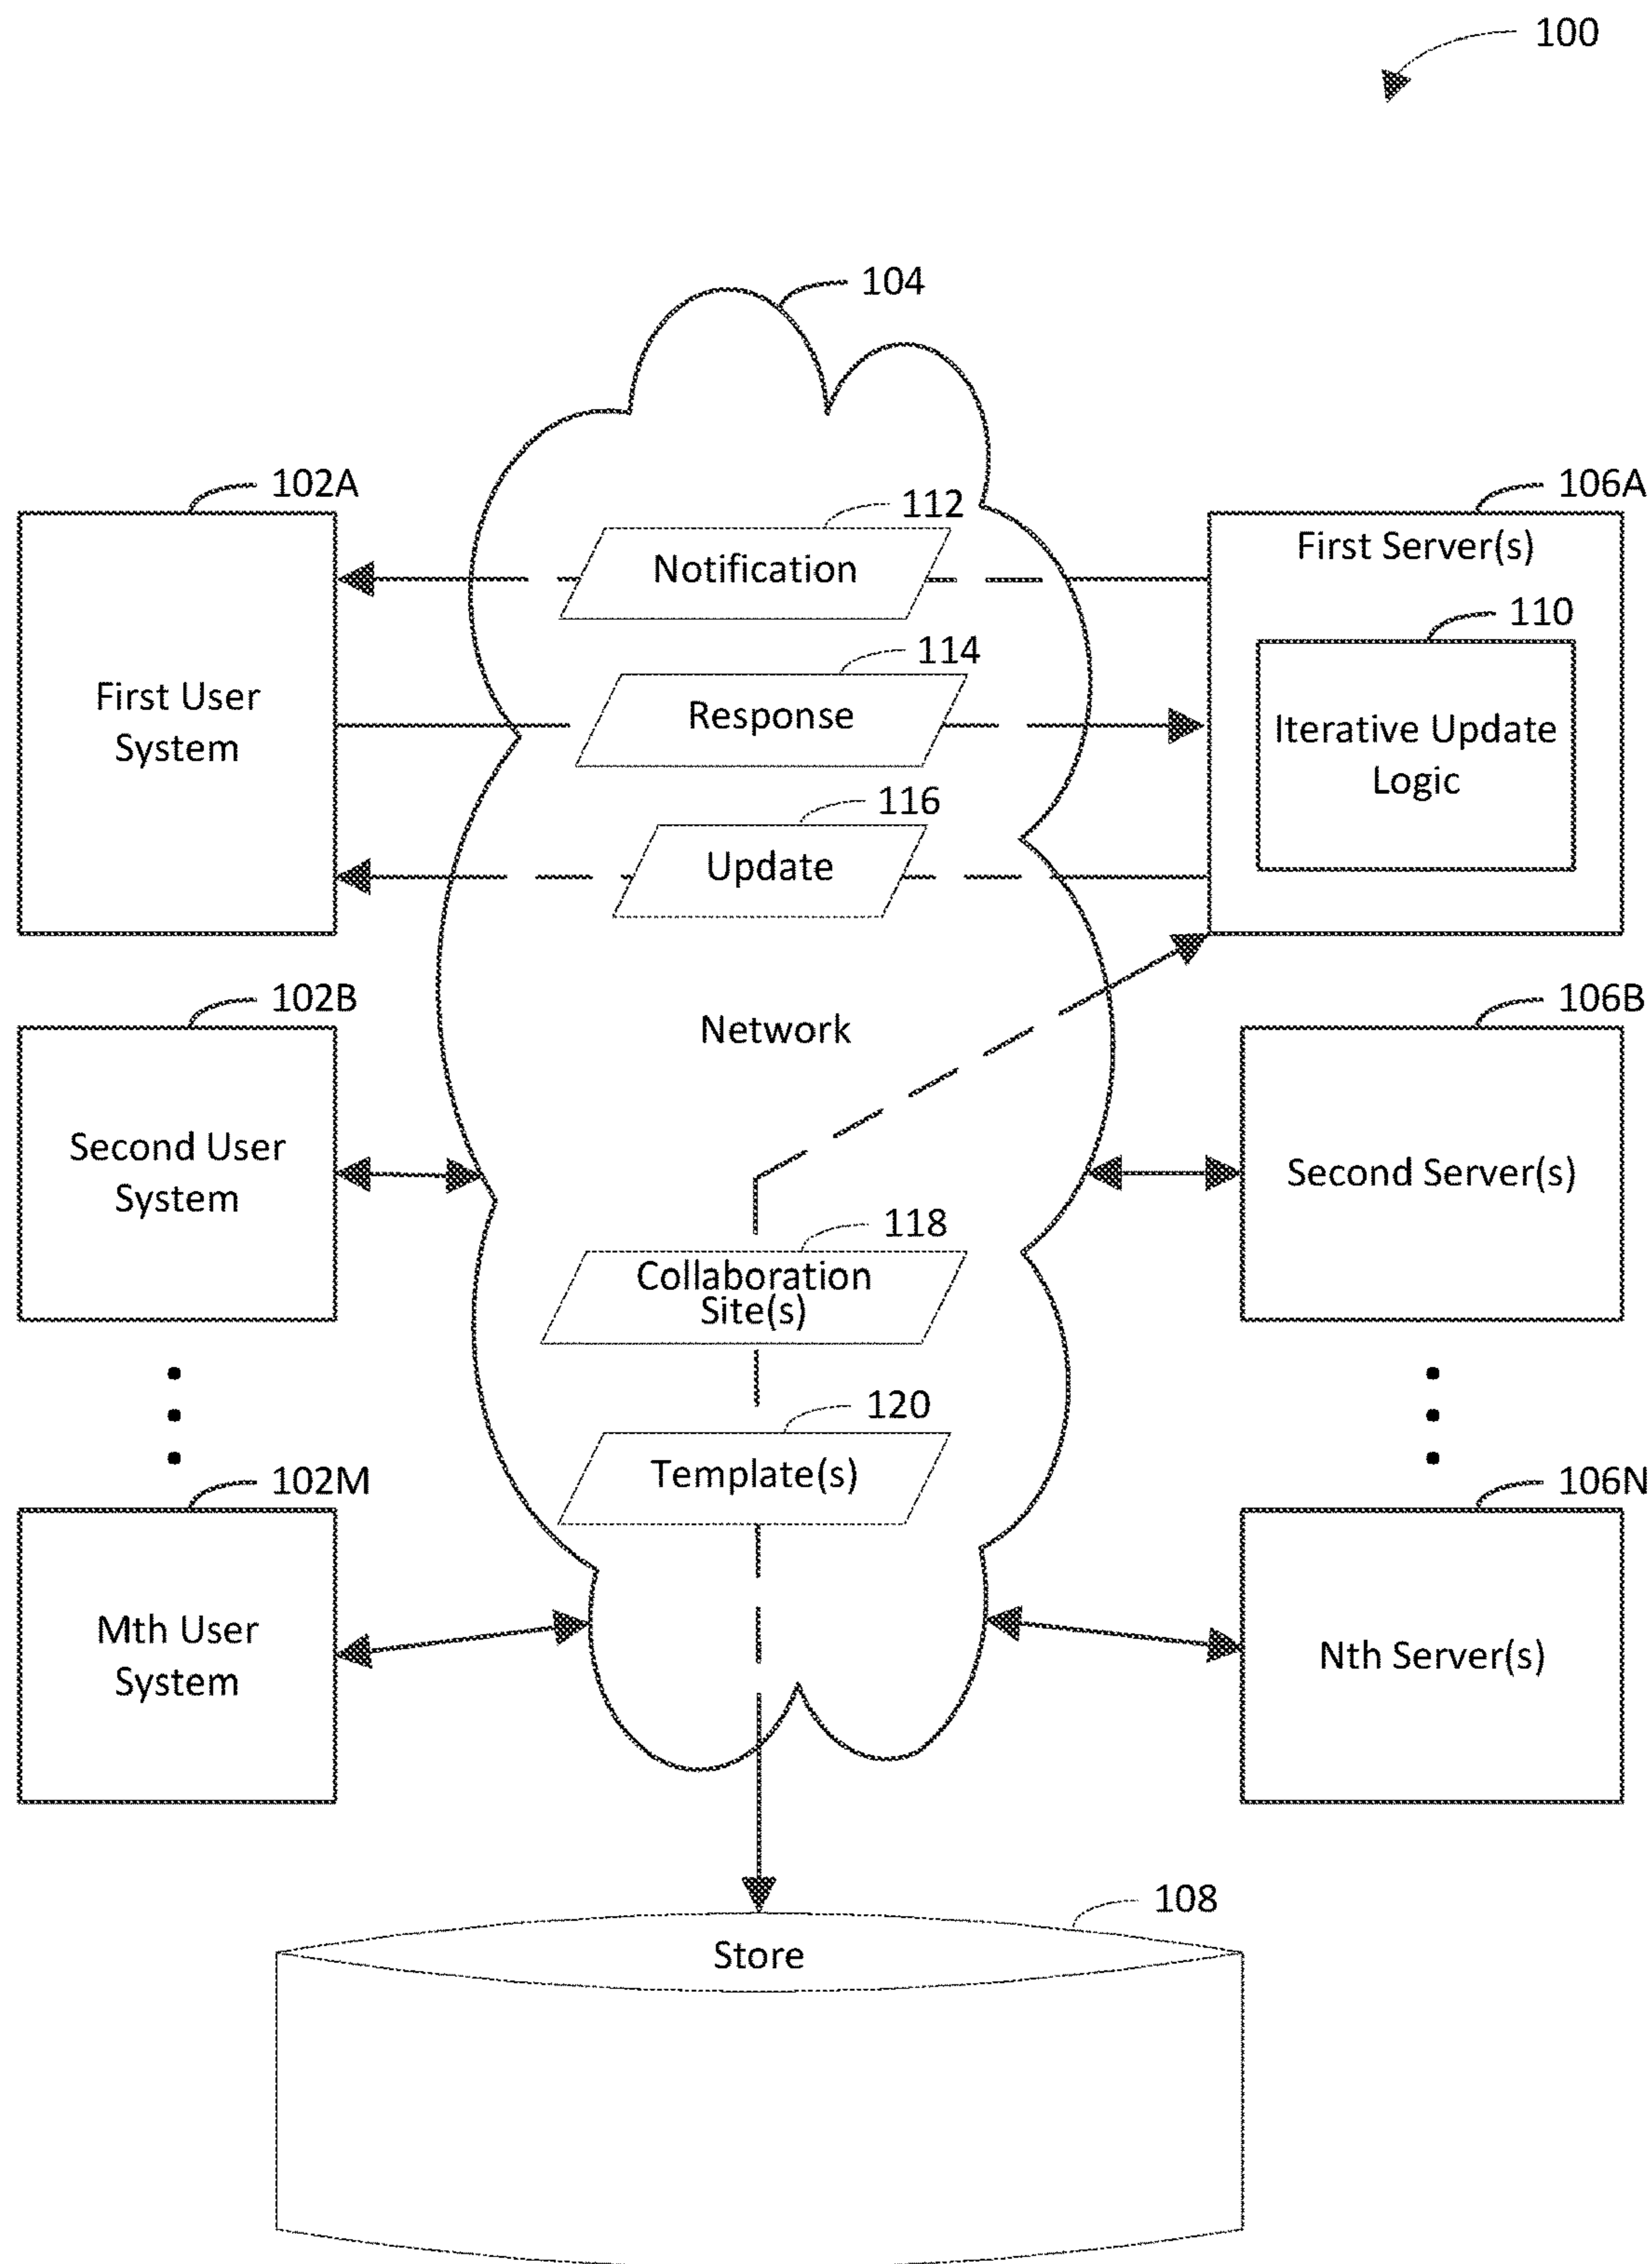 100
104
102A
112
106A
Notification
First Server(s)
110
114
First User
System
Response
Iterative Update
Logic
116
Update
102B
Network
106B
Second User
System
Second Server(s)
118
Collaboration
Site(s)
120
Template(s)
102M
106N
Mth User
System
Nth Server(s)
108
Store